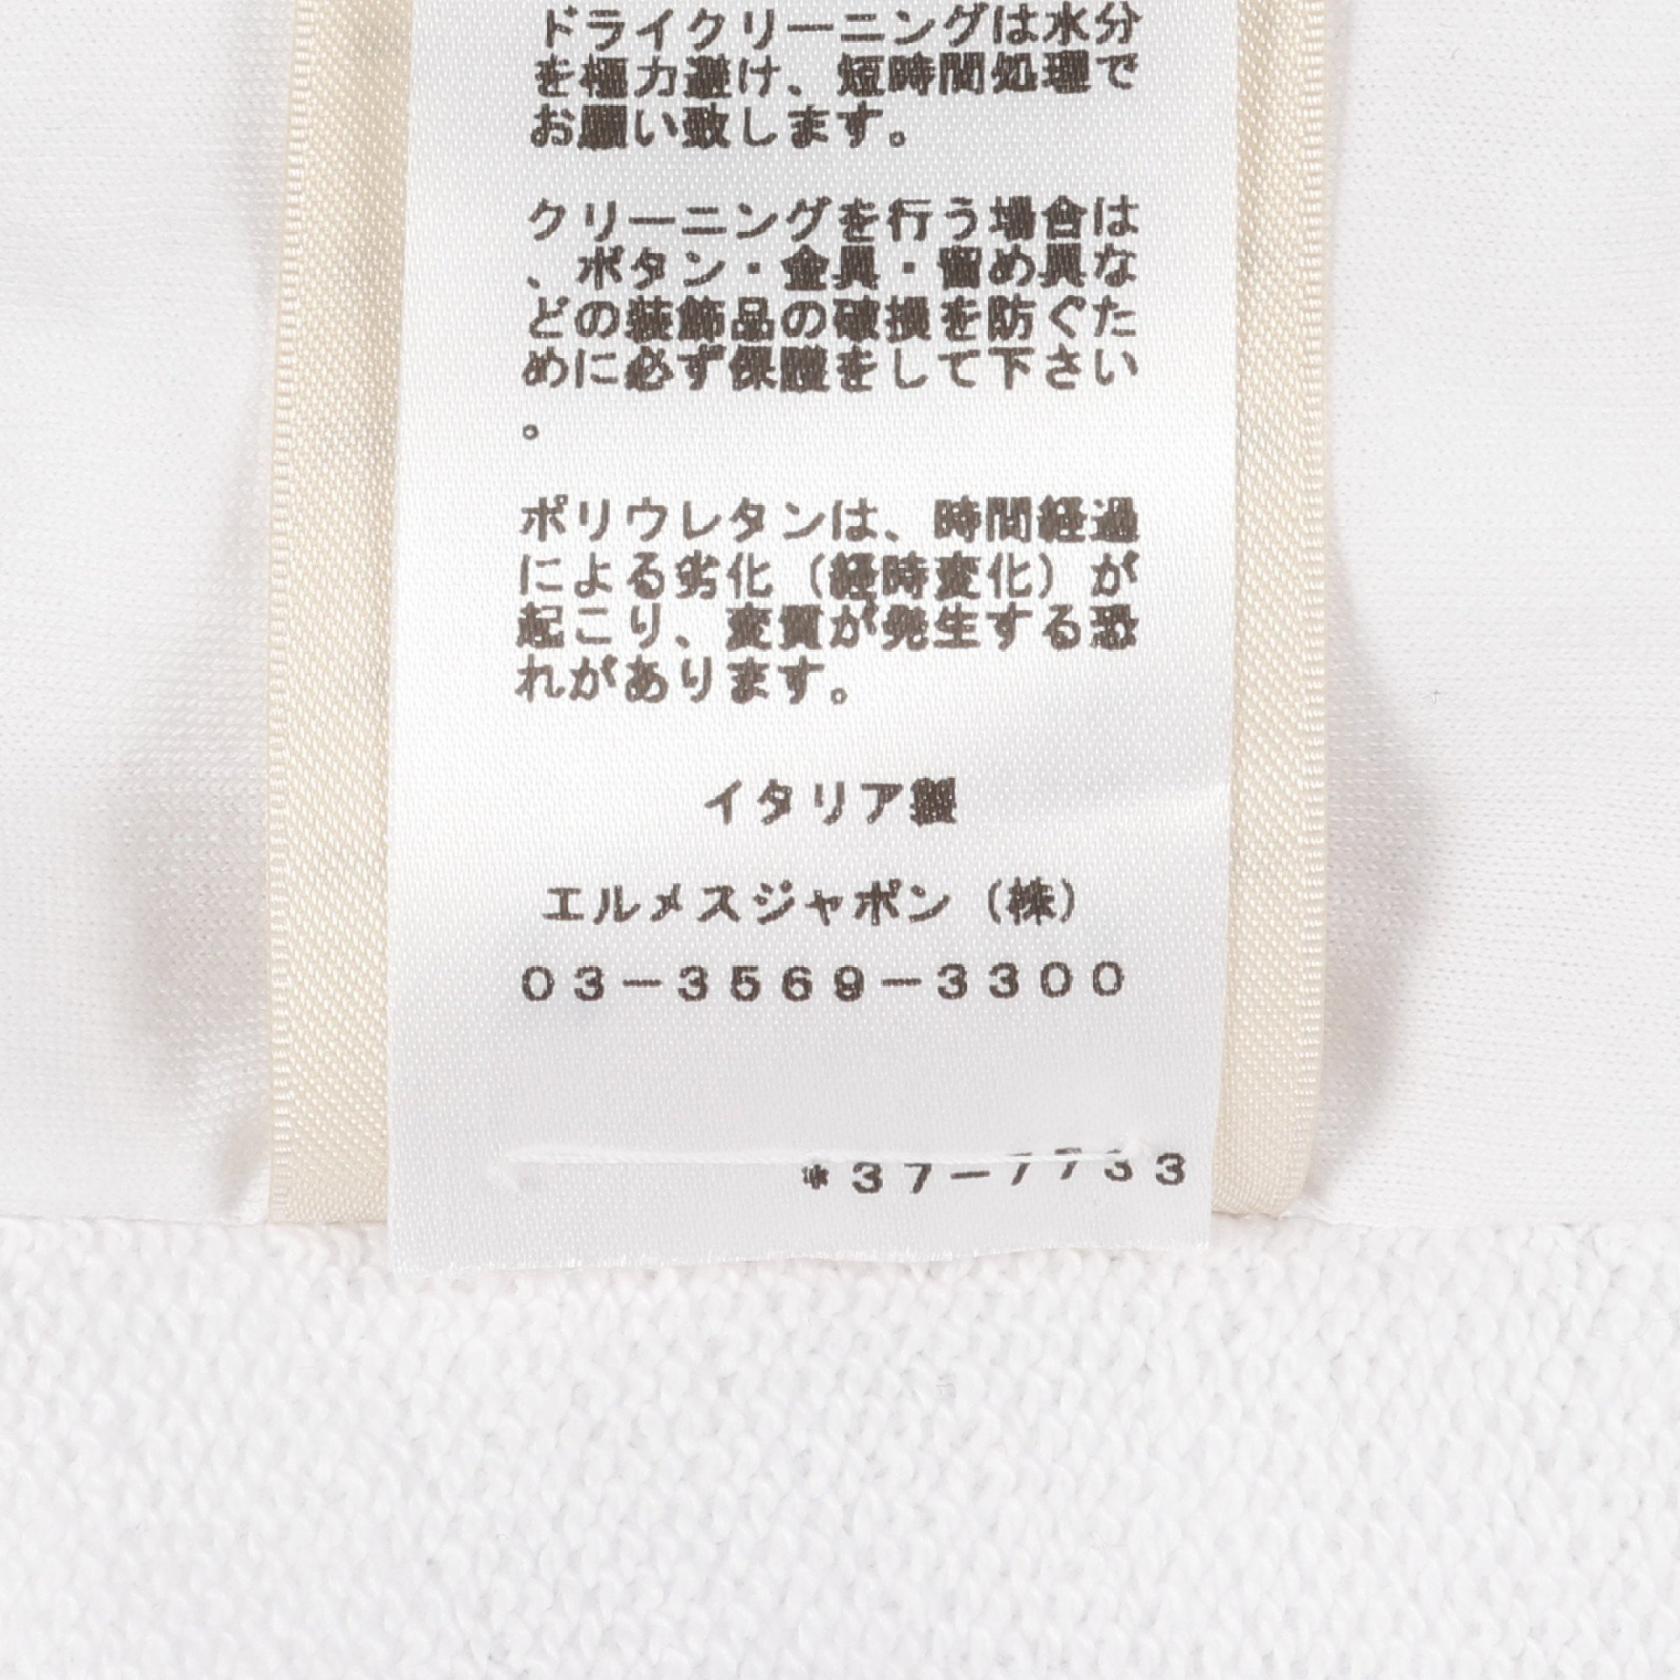 ドライクリーニングは水分
を極力避け、短時間処理で
お願い致します。
クリーニングを行う場合は
、ボタン・金具・留め具な
どの装飾品の破損を防ぐた
めに必ず保護をして下さい
。
ポリウレタンは、時間経過
による劣化（経時変化）が
起こり、変質が発生する恐
れがあります。
イタリア製
エルメスジャポン（株）
03-3569-3300
*37-7733